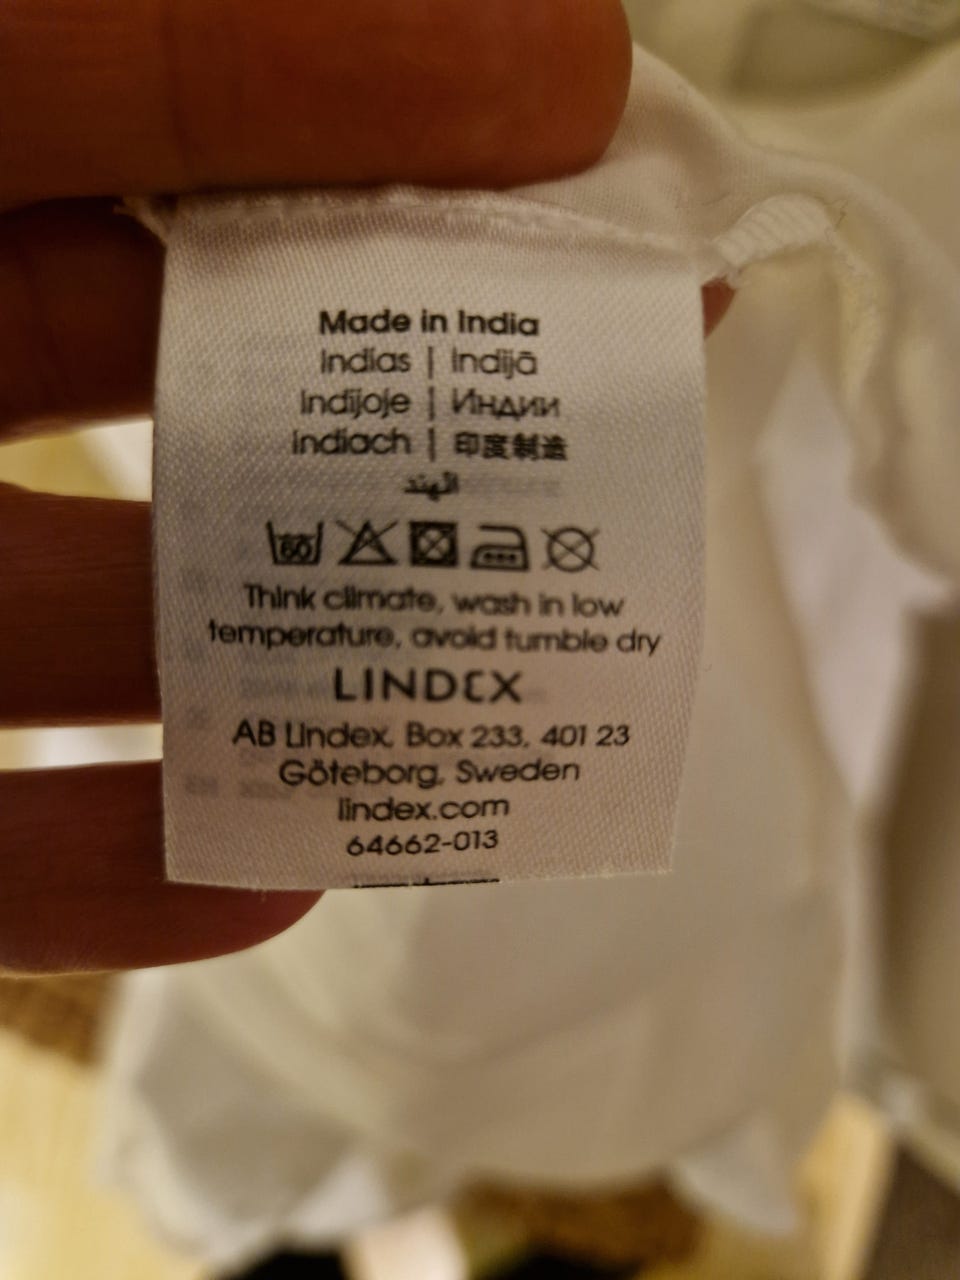 Made in India
Indias | Indijā
Indijoje | Индии
Indiach | 印度制造
الهند
60
Think climate, wash in low
temperature, avoid tumble dry
LINDEX
AB Lindex, Box 233, 401 23
Göteborg, Sweden
lindex.com
64662-013